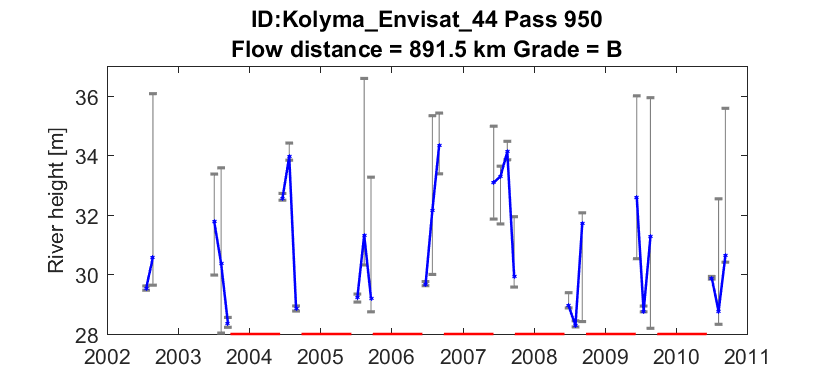 ID:Kolyma_Envisat_44 Pass 950
Flow distance = 891.5 km Grade = B
River height [m]
36
34
32
30
28
2002 2003 2004 2005 2006 2007 2008 2009 2010 2011